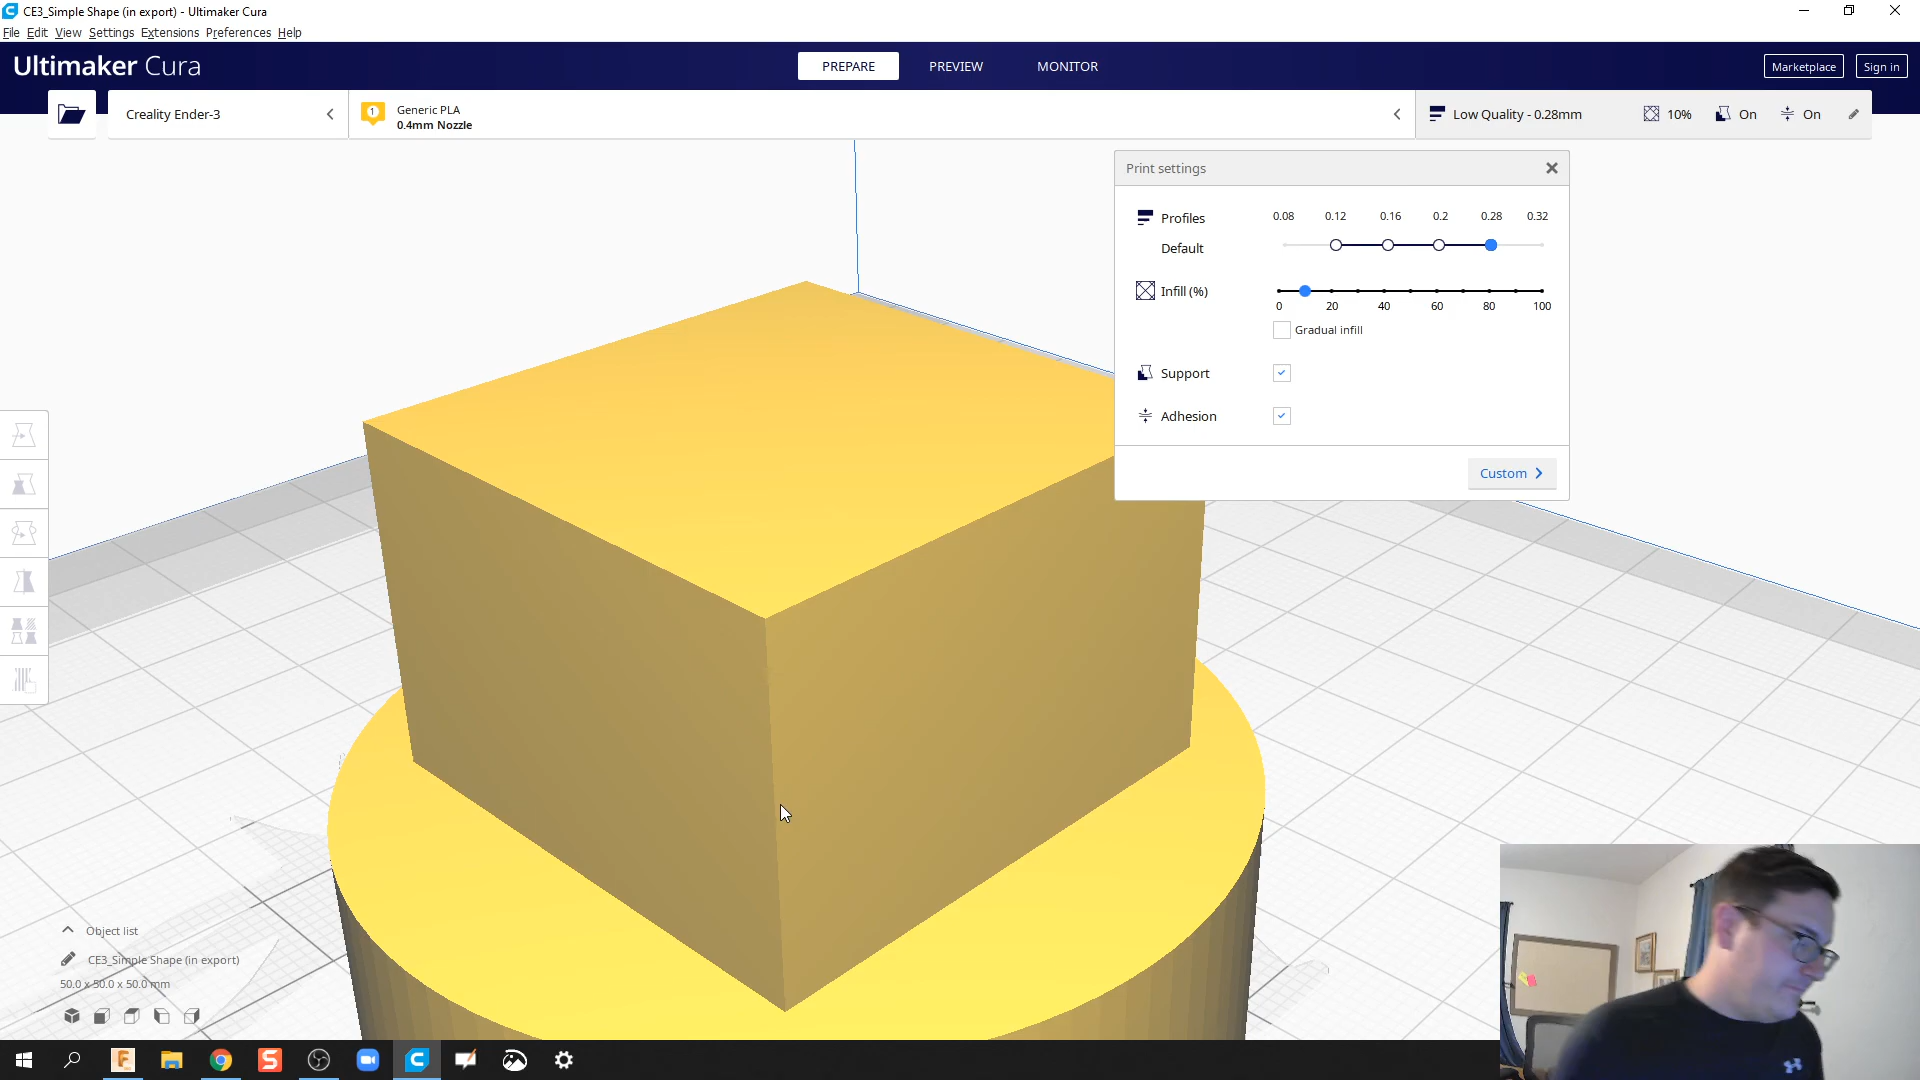 CE3_Simple Shape (in export) - Ultimaker Cura
File Edit View Settings Extensions Preferences Help
Ultimaker Cura
PREPARE
PREVIEW
MONITOR
Marketplace
Sign in
Creality Ender-3
1
Generic PLA
0.4mm Nozzle
Low Quality - 0.28mm
10%
On
On
Print settings
Profiles
0.08 0.12 0.16 0.2 0.28 0.32
Default
Infill (%)
0 20 40 60 80 100
Gradual infill
Support
Adhesion
Custom
Object list
CE3_Simple Shape (in export)
50.0 x 50.0 x 50.0 mm